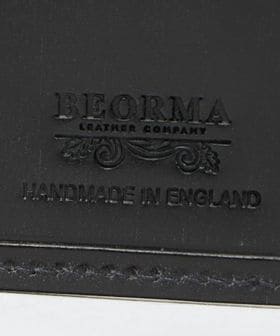 BEORMA
LEATHER COMPANY
HANDMADE IN ENGLAND